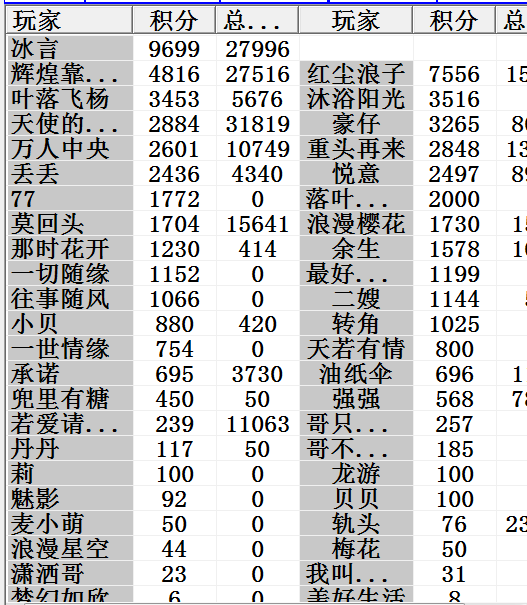 玩家 积分 总... 玩家 积分 总
冰言 9699 27996
辉煌靠... 4816 27516 红尘浪子 7556 15
叶落飞杨 3453 5676 沐浴阳光 3516
天使的... 2884 31819 豪仔 3265 80
万人中央 2601 10749 重头再来 2848 13
丢丢 2436 4340 悦意 2497 89
77 1772 0 落叶... 2000
莫回头 1704 15641 浪漫樱花 1730 15
那时花开 1230 414 余生 1578 10
一切随缘 1152 0 最好... 1199
往事随风 1066 0 二嫂 1144
小贝 880 420 转角 1025
一世情缘 754 0 天若有情 800
承诺 695 3730 油纸伞 696 1
兜里有糖 450 50 强强 568 78
若爱请... 239 11063 哥只... 257
丹丹 117 50 哥不... 185
莉 100 0 龙游 100
魅影 92 0 贝贝 100
麦小萌 50 0 轨头 76 23
浪漫星空 44 0 梅花 50
潇洒哥 23 0 我叫... 31
梦幻如欣 6 0 美好生活 8